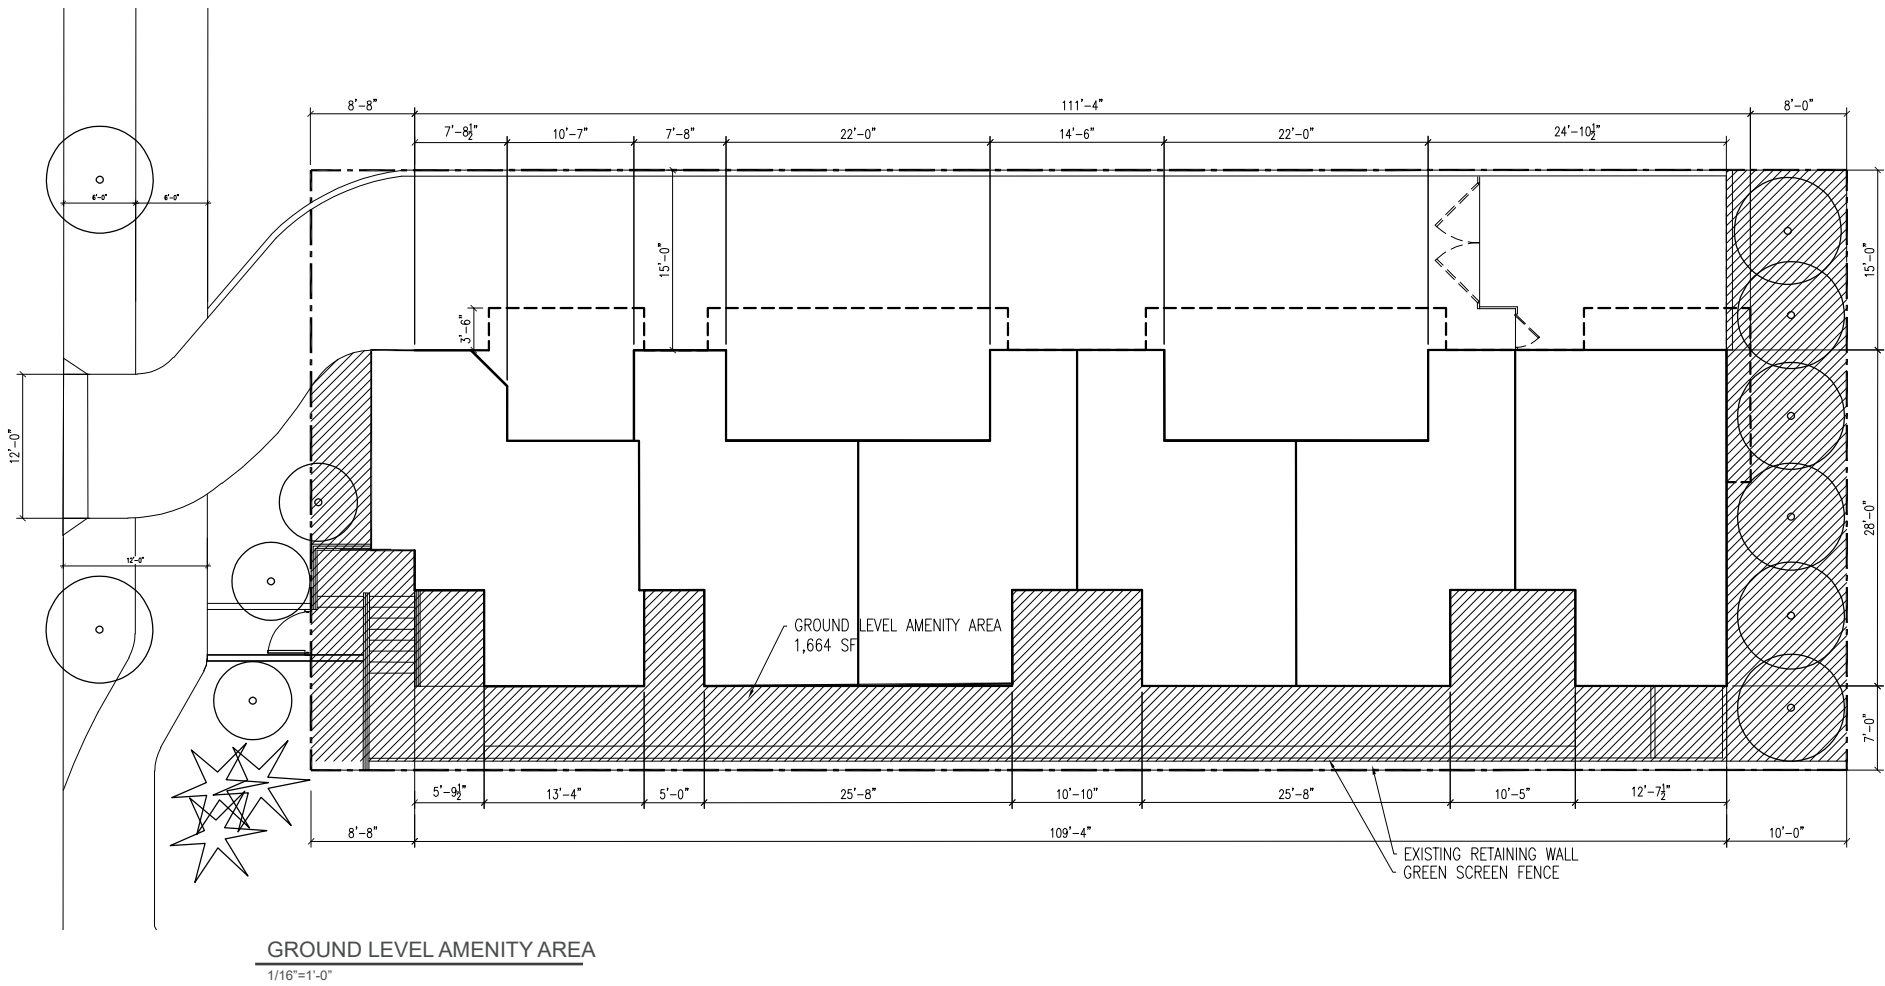 8'-8" 111'-4" 8'-0"
7'-8½" 10'-7" 7'-8" 22'-0" 14'-6" 22'-0" 24'-10½"
6'-0" 6'-0"
15'-0" 15'-0"
3'-6"
12'-0"
28'-0"
12'-0"
GROUND LEVEL AMENITY AREA
1,664 SF
7'-0"
5'-9½" 13'-4" 5'-0" 25'-8" 10'-10" 25'-8" 10'-5" 12'-7½"
8'-8" 109'-4" 10'-0"
EXISTING RETAINING WALL
GREEN SCREEN FENCE
GROUND LEVEL AMENITY AREA
1/16"=1'-0"